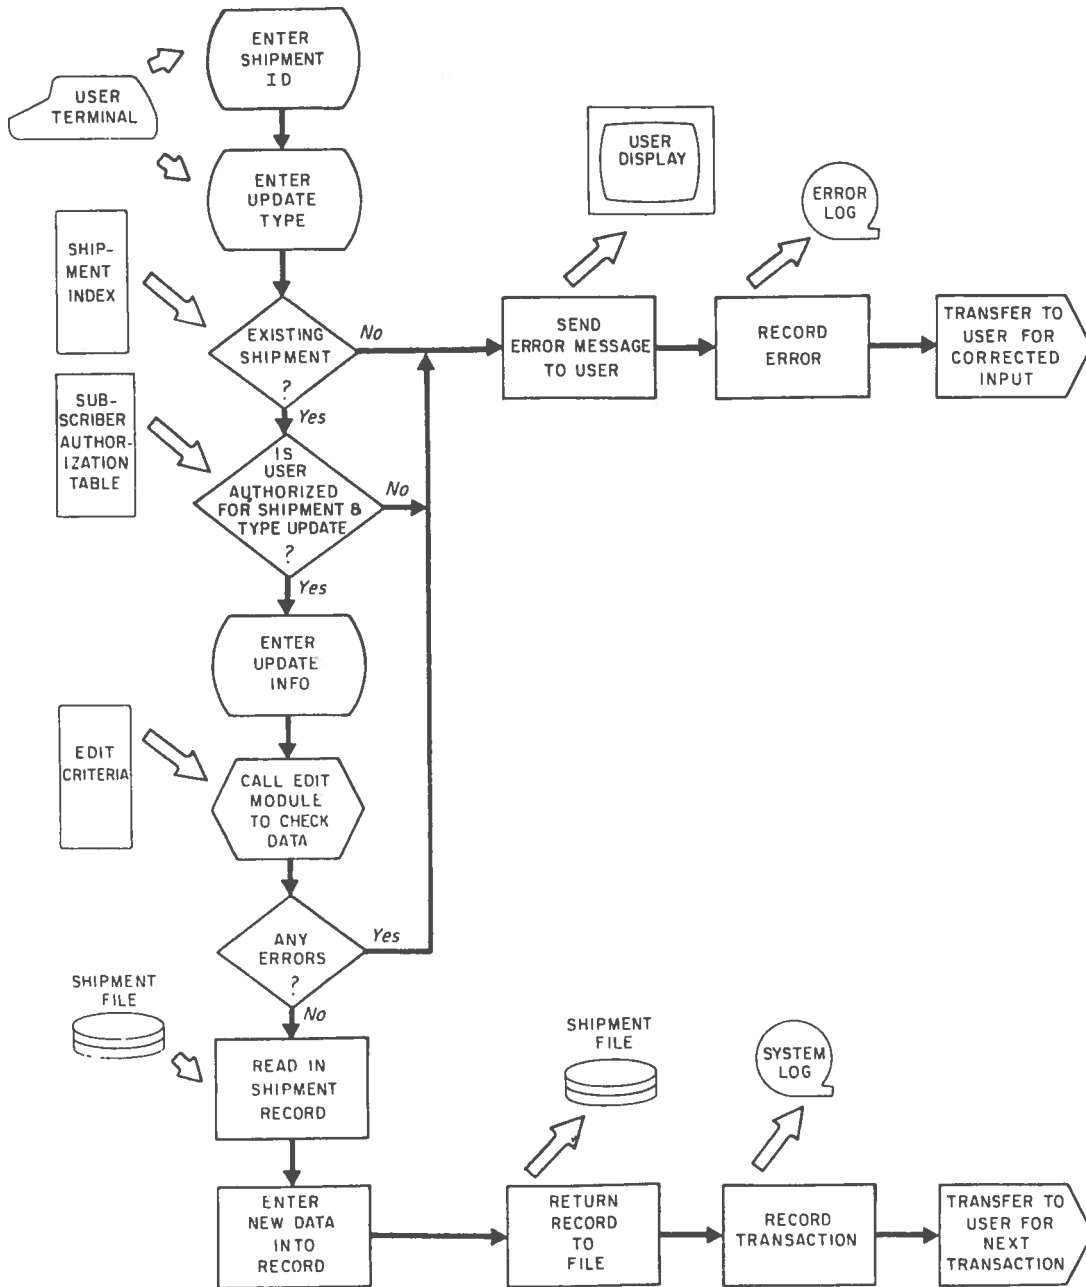 ENTER
SHIPMENT
ID
USER
TERMINAL
ENTER
UPDATE
TYPE
USER
DISPLAY
ERROR
LOG
SHIP-
MENT
INDEX
EXISTING
SHIPMENT
?
No
Yes
SEND
ERROR MESSAGE
TO USER
RECORD
ERROR
TRANSFER TO
USER FOR
CORRECTED
INPUT
SUB-
SCRIBER
AUTHOR-
IZATION
TABLE
IS
USER
AUTHORIZED
FOR SHIPMENT &
TYPE UPDATE
?
No
Yes
ENTER
UPDATE
INFO
EDIT
CRITERIA
CALL EDIT
MODULE
TO CHECK
DATA
ANY
ERRORS
?
Yes
No
SHIPMENT
FILE
READ IN
SHIPMENT
RECORD
SHIPMENT
FILE
SYSTEM
LOG
ENTER
NEW DATA
INTO
RECORD
RETURN
RECORD
TO
FILE
RECORD
TRANSACTION
TRANSFER TO
USER FOR
NEXT
TRANSACTION